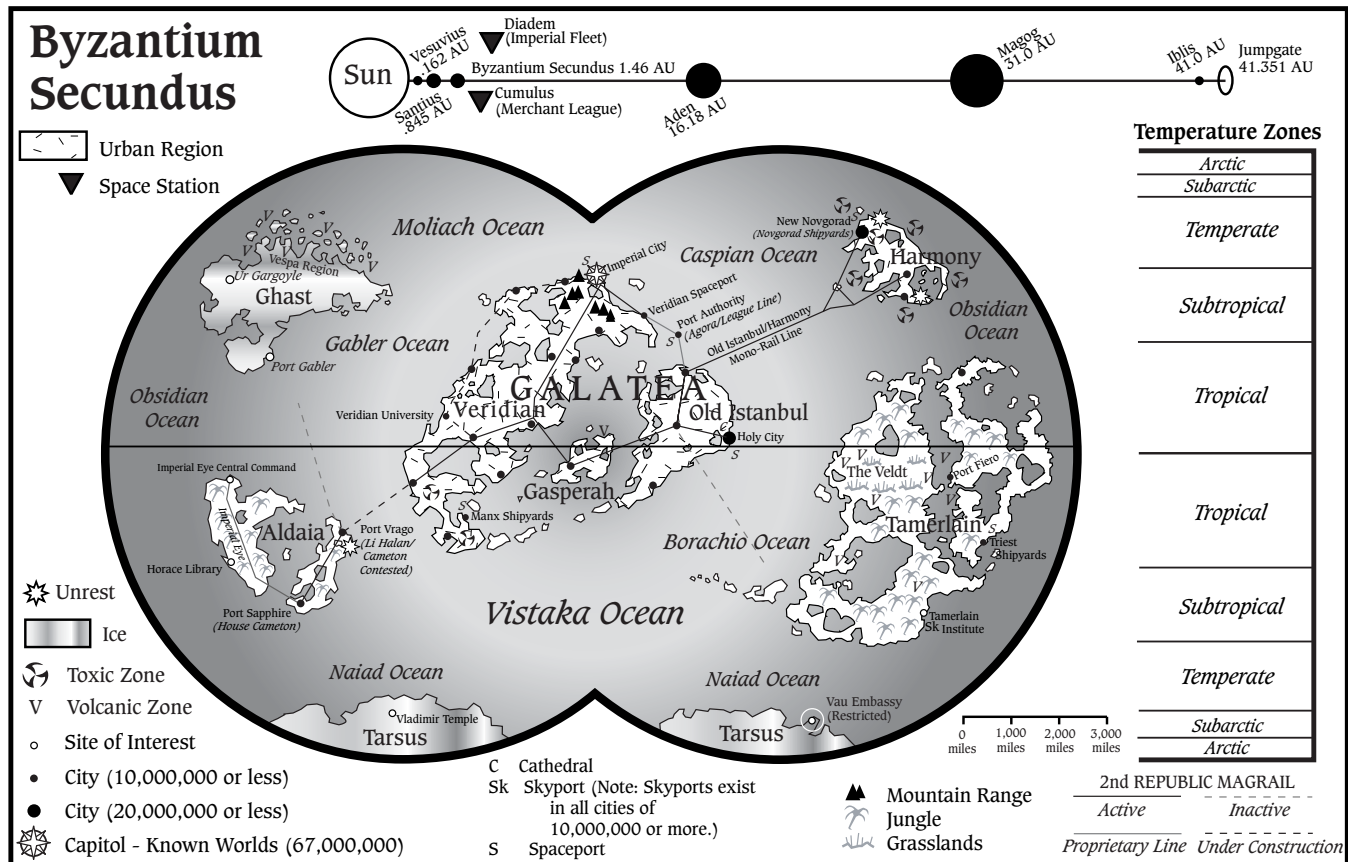 Byzantium
Secundus
Urban Region
Space Station
Sun
Vesuvius
.162 AU
Santius
.845 AU
Diadem
(Imperial Fleet)
Byzantium Secundus 1.46 AU
Cumulus
(Merchant League)
Aden
16.18 AU
Magog
31.0 AU
Iblis
41.0 AU
Jumpgate
41.351 AU
Temperature Zones
Arctic
Subarctic
Temperate
Subtropical
Tropical
Tropical
Subtropical
Temperate
Subarctic
Arctic
Moliach Ocean
V
V
V
V
V
V
V
Vespa Region
Ur Gargoyle
Ghast
Port Gabler
Gabler Ocean
Obsidian
Ocean
S
Imperial City
Caspian Ocean
New Novgorad
(Novgorad Shipyards)
S
Harmony
Obsidian
Ocean
Veridian Spaceport
Port Authority
(Agora/League Line)
S
Old Istanbul/Harmony
Mono-Rail Line
GALATEA
Veridian University
Veridian
Old Istanbul
C
Holy City
S
V
Gasperah
S
Manx Shipyards
Imperial Eye Central Command
Imperial Eye
Aldaia
Horace Library
Port Vrago
(Li Halan/
Cameton
Contested)
Port Sapphire
(House Cameton)
V
V
The Veldt
V
V
V
V
Port Fiero
Tamerlain
S
Triest
Shipyards
V
V
Tamerlain
Sk Institute
Borachio Ocean
Vistaka Ocean
Naiad Ocean
Vladimir Temple
Tarsus
Naiad Ocean
Vau Embassy
(Restricted)
Tarsus
0
miles
1,000
miles
2,000
miles
3,000
miles
Unrest
Ice
Toxic Zone
V Volcanic Zone
Site of Interest
City (10,000,000 or less)
City (20,000,000 or less)
Capitol - Known Worlds (67,000,000)
C Cathedral
Sk Skyport (Note: Skyports exist
in all cities of
10,000,000 or more.)
S Spaceport
Mountain Range
Jungle
Grasslands
2nd REPUBLIC MAGRAIL
Active
Inactive
Proprietary Line
Under Construction